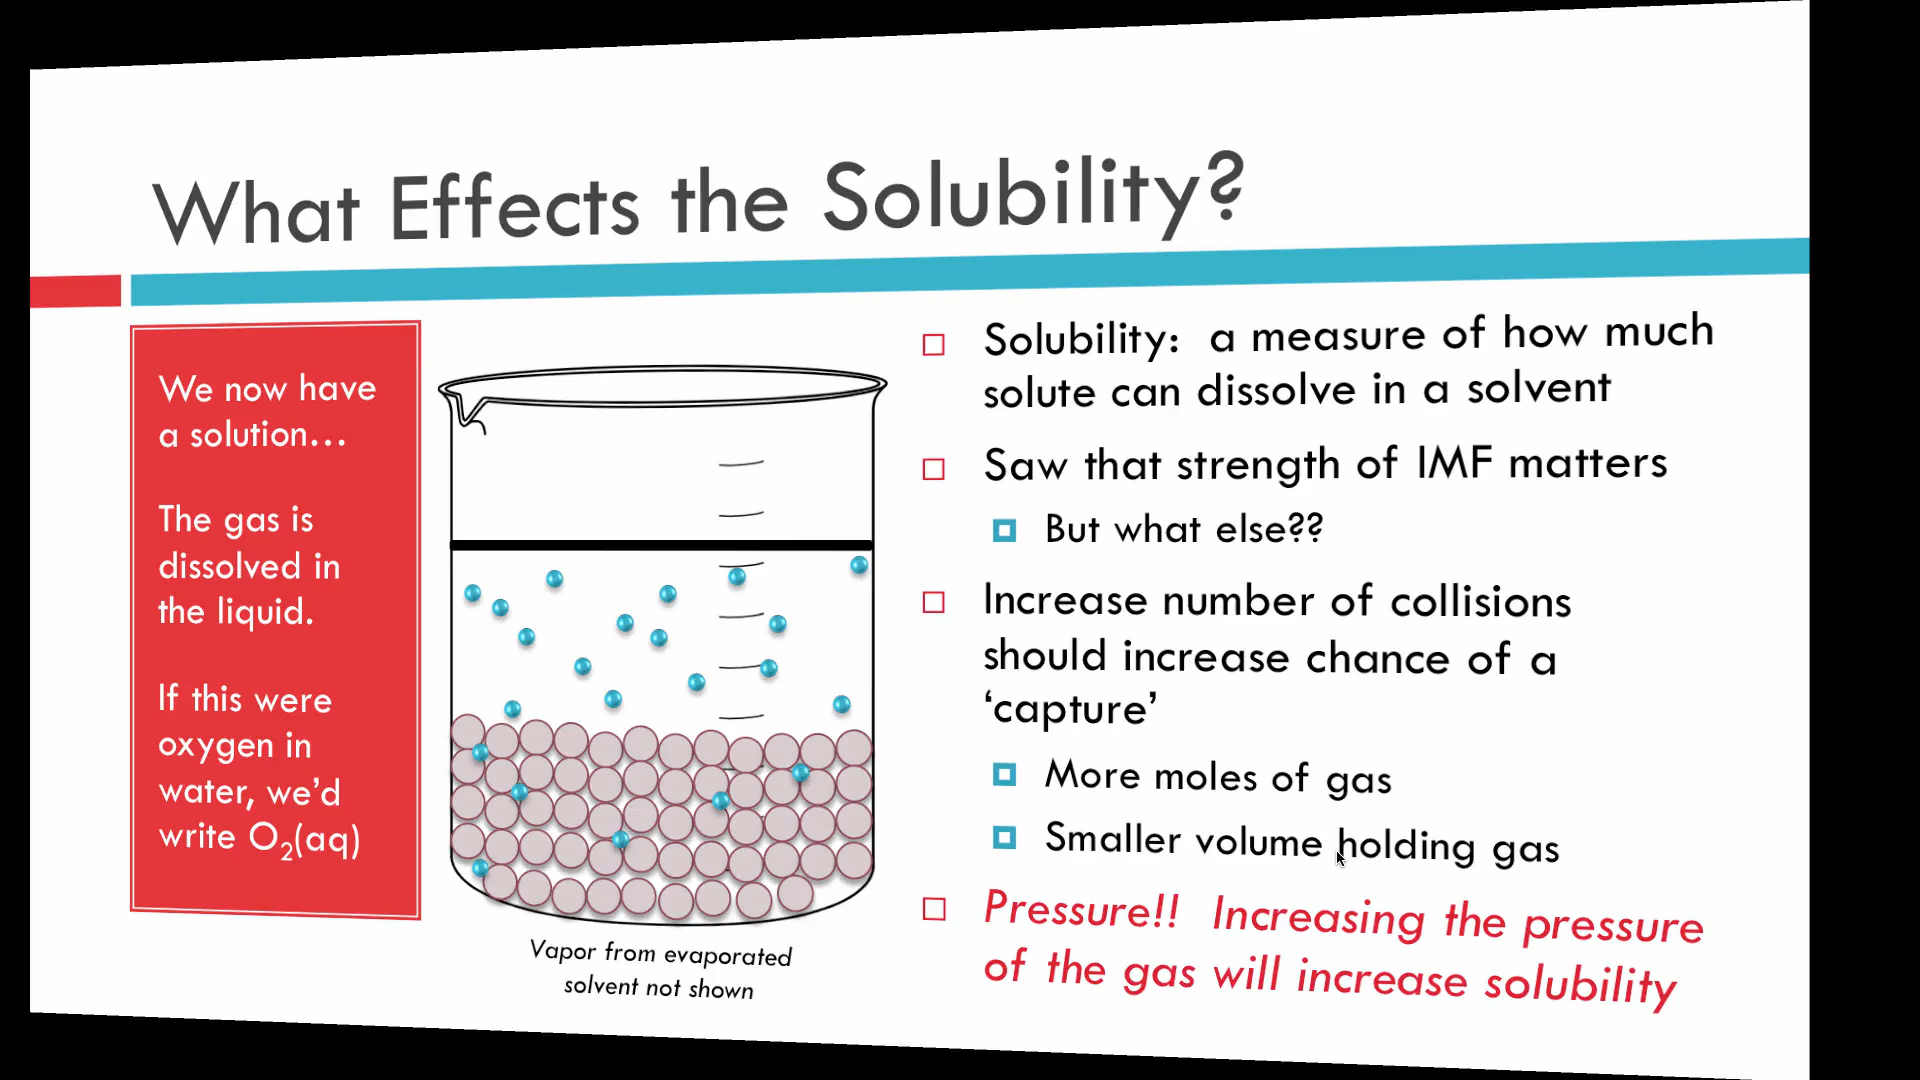 What Effects the Solubility?
We now have
a solution...
The gas is
dissolved in
the liquid.
If this were
oxygen in
water, we'd
write O₂(aq)
Vapor from evaporated
solvent not shown
Solubility: a measure of how much
solute can dissolve in a solvent
Saw that strength of IMF matters
But what else??
Increase number of collisions
should increase chance of a
‘capture’
More moles of gas
Smaller volume holding gas
Pressure!! Increasing the pressure
of the gas will increase solubility